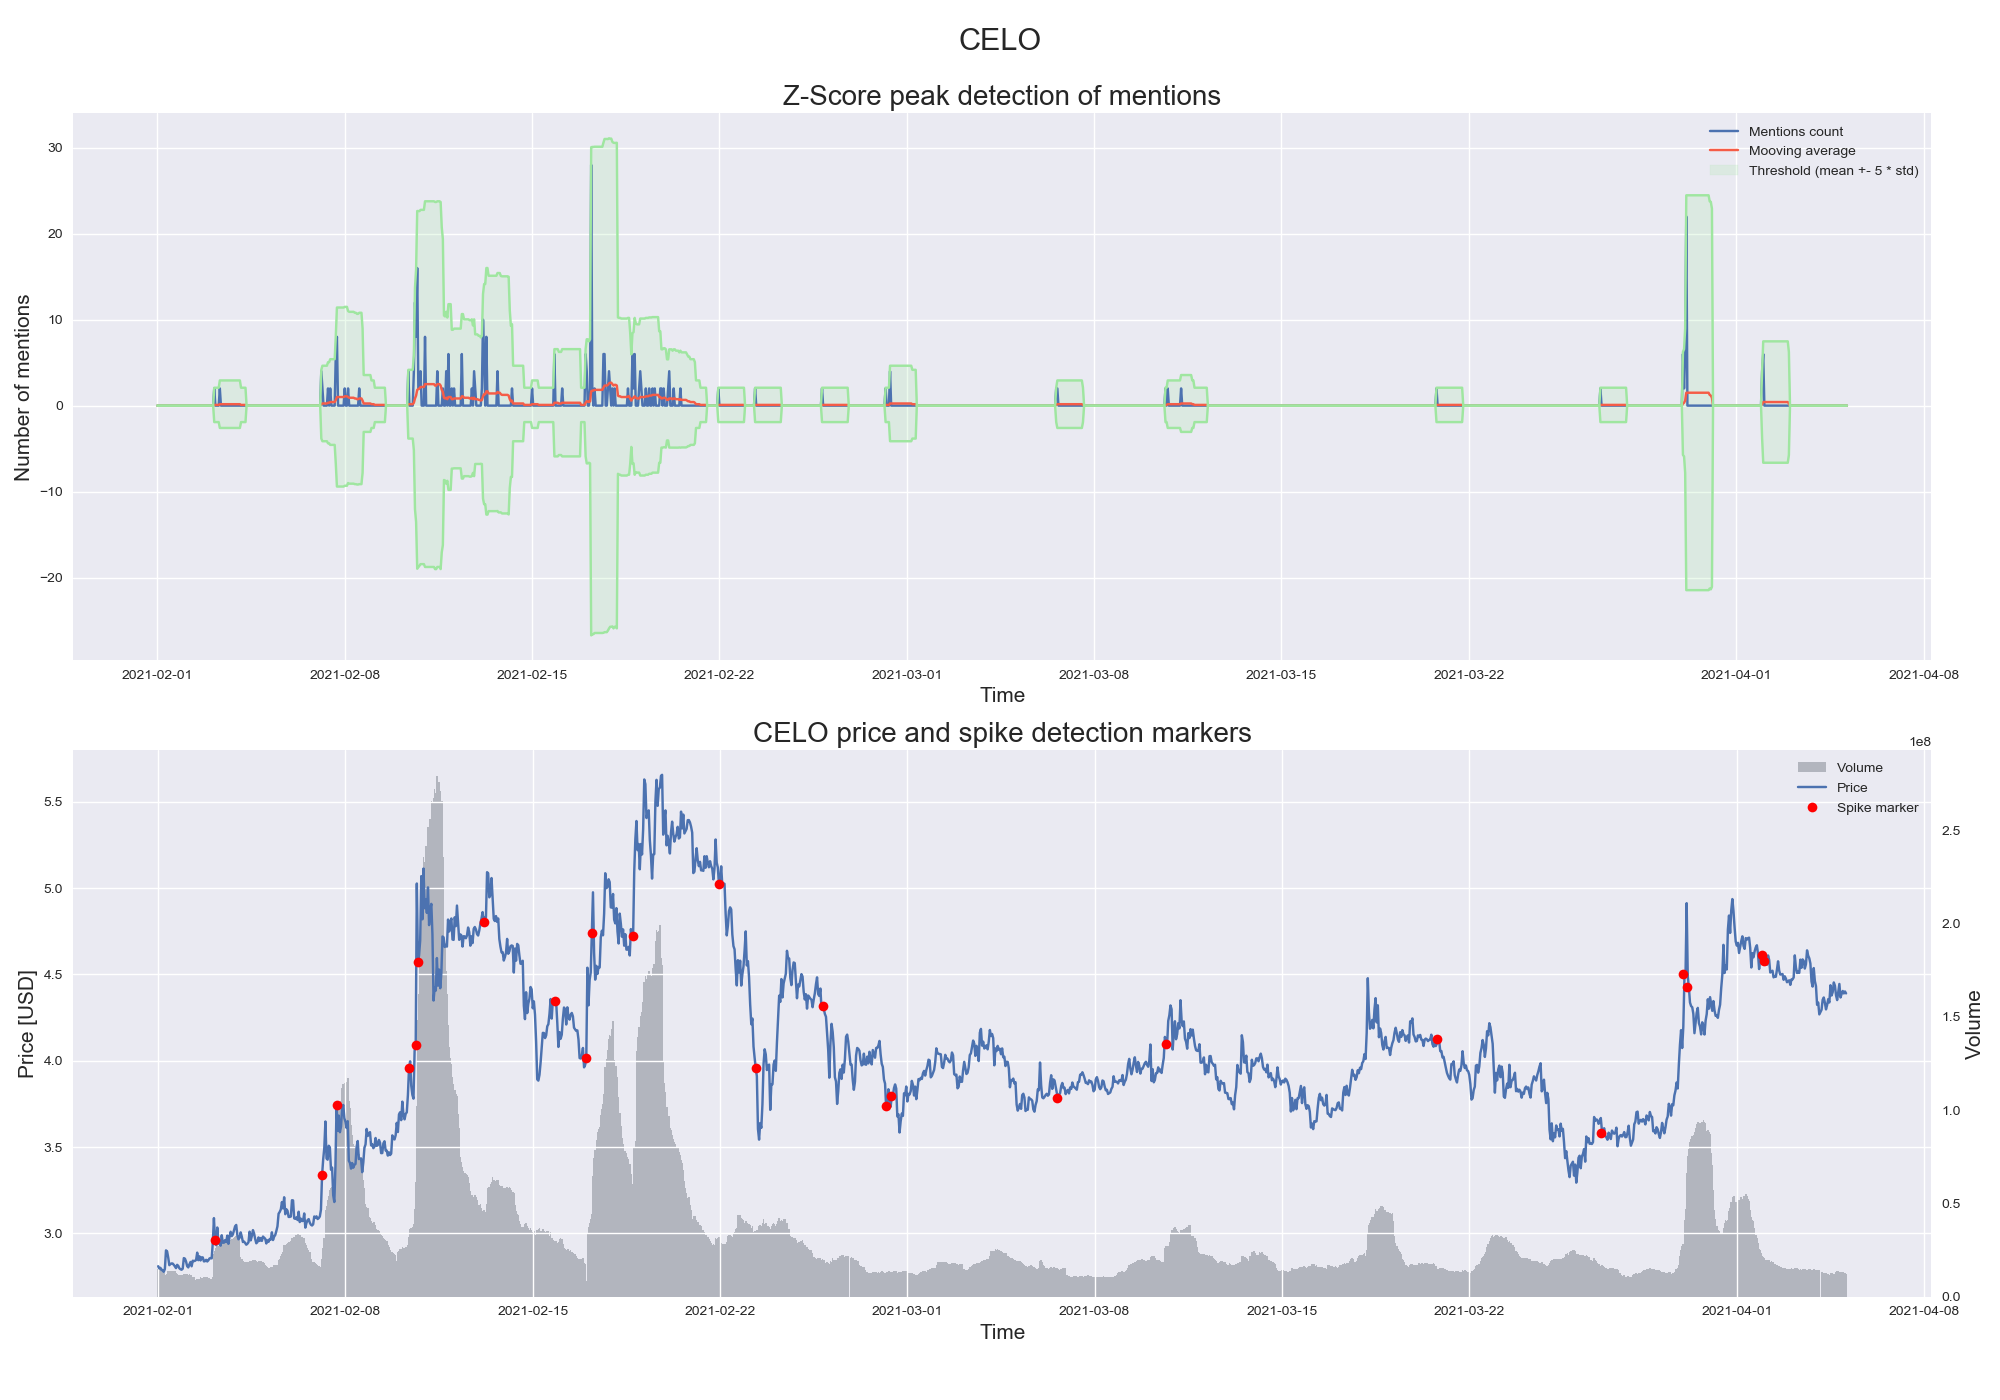 CELO
Z-Score peak detection of mentions
Mentions count
Mooving average
Threshold (mean +- 5 * std)
30
20
10
0
−10
−20
Number of mentions
2021-02-01 2021-02-08 2021-02-15 2021-02-22 2021-03-01 2021-03-08 2021-03-15 2021-03-22 2021-04-01 2021-04-08
Time
CELO price and spike detection markers
1e8
Volume
Price
Spike marker
5.5
5.0
4.5
4.0
3.5
3.0
Price [USD]
2.5
2.0
1.5
1.0
0.5
0.0
Volume
2021-02-01 2021-02-08 2021-02-15 2021-02-22 2021-03-01 2021-03-08 2021-03-15 2021-03-22 2021-04-01 2021-04-08
Time